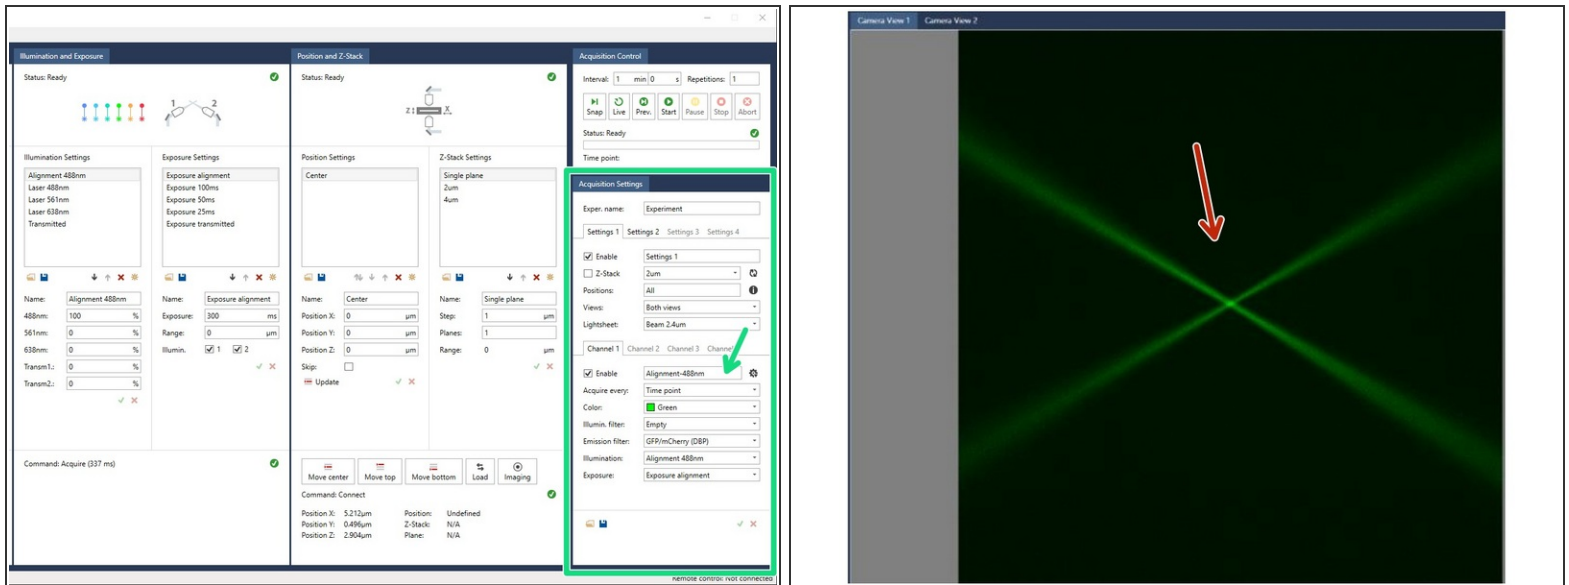 Illumination and Exposure
Status: Ready
1 2
Illumination Settings
Alignment 488nm
Laser 488nm
Laser 561nm
Laser 638nm
Transmitted
Name: Alignment 488nm
488nm: 100 %
561nm: 0 %
638nm: 0 %
Transm1.: 0 %
Transm2.: 0 %
Exposure Settings
Exposure alignment
Exposure 100ms
Exposure 50ms
Exposure 25ms
Exposure transmitted
Name: Exposure alignment
Exposure: 300 ms
Range: 0 µm
Illumin. 1 2
Command: Acquire (337 ms)
Position and Z-Stack
Status: Ready
Z1 X
Position Settings
Center
Name: Center
Position X: 0 µm
Position Y: 0 µm
Position Z: 0 µm
Skip:
Update
Z-Stack Settings
Single plane
2um
4um
Name: Single plane
Step: 1 µm
Planes: 1
Range: 0 µm
Move center Move top Move bottom Load Imaging
Command: Connect
Position X: 5.212µm Position: Undefined
Position Y: 0.496µm Z-Stack: N/A
Position Z: 2.904µm Plane: N/A
Acquisition Control
Interval: 1 min 0 s Repetitions: 1
Snap Live Prev. Start Pause Stop Abort
Status: Ready
Time point:
Acquisition Settings
Exper. name: Experiment
Settings 1 Settings 2 Settings 3 Settings 4
Enable Settings 1
Z-Stack 2um
Positions: All
Views: Both views
Lightsheet: Beam 2.4um
Channel 1 Channel 2 Channel 3
Enable Alignment-488nm
Acquire every: Time point
Color: Green
Illumin. filter: Empty
Emission filter: GFP/mCherry (DBP)
Illumination: Alignment 488nm
Exposure: Exposure alignment
Remote control: Not connected
Camera View 1 Camera View 2